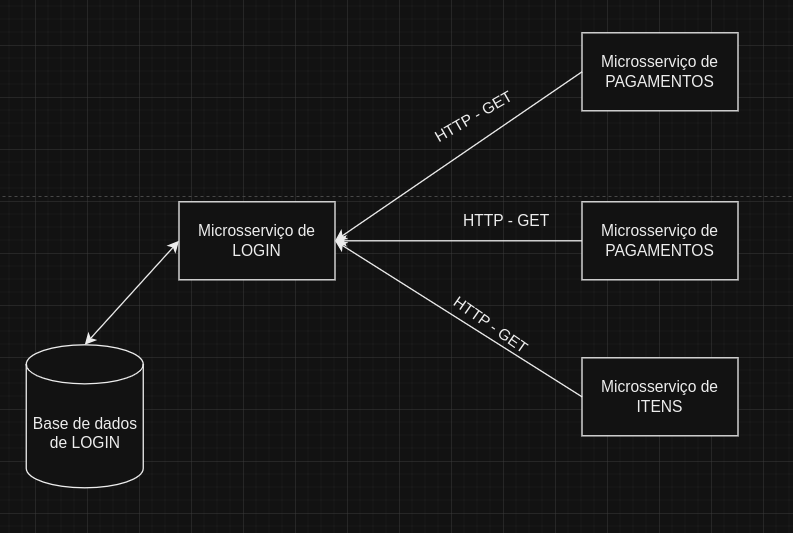 Microsserviço de
PAGAMENTOS
HTTP - GET
Microsserviço de
LOGIN
HTTP - GET
Microsserviço de
PAGAMENTOS
HTTP - GET
Microsserviço de
ITENS
Base de dados
de LOGIN